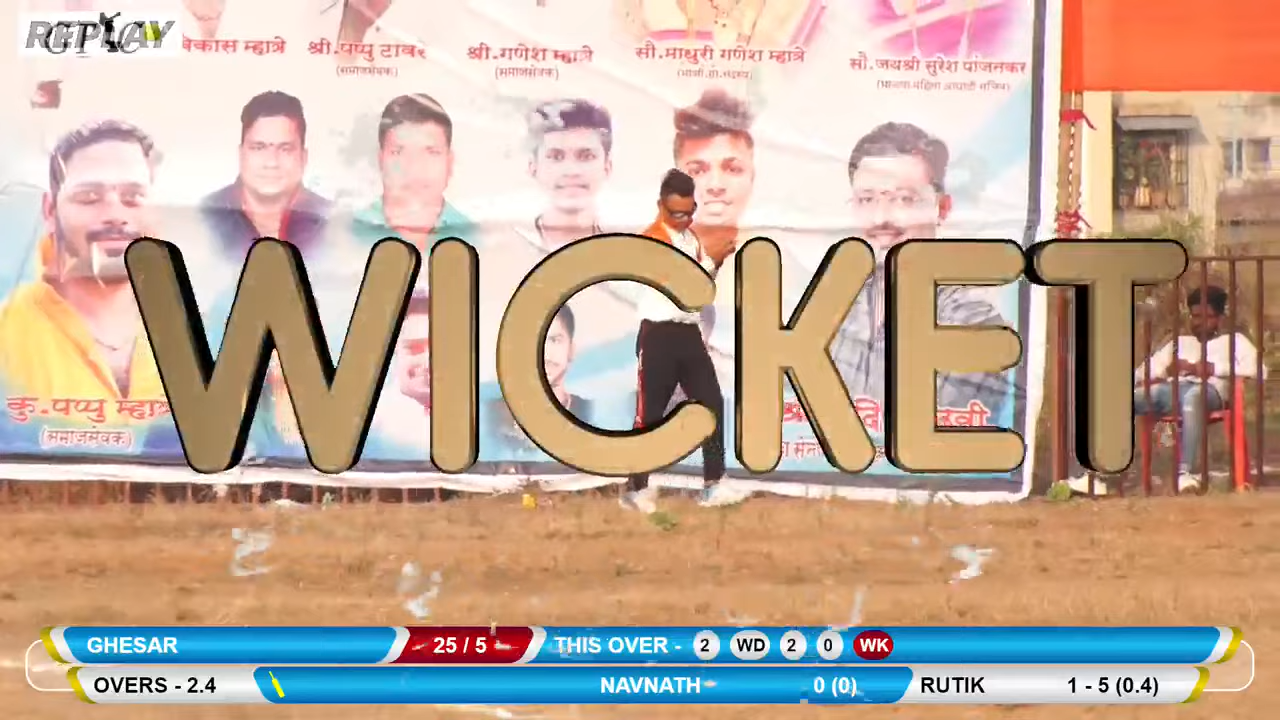 REPLAY
विकास म्हात्रे
श्री.पप्पु टावर
(समाजसेवक)
श्री.गणेश म्हात्रे
(समाजसेवक)
सौ.माधुरी गणेश म्हात्रे
सौ.जयश्री सुरेश पांजनकर
WICKET
कु.पप्पु म्हात्रे
(समाजसेवक)
GHESAR 25 / 5 THIS OVER - 2 WD 2 0 WK
OVERS - 2.4 NAVNATH 0 (0) RUTIK 1 - 5 (0.4)